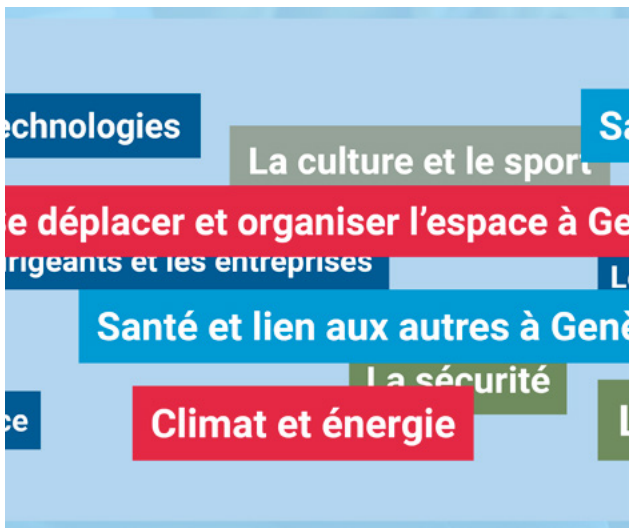 echnologies
Sa
La culture et le sport
e déplacer et organiser l'espace à Ge
rigeants et les entreprises
Le
Santé et lien aux autres à Genè
La sécurité
ce
Climat et énergie
L